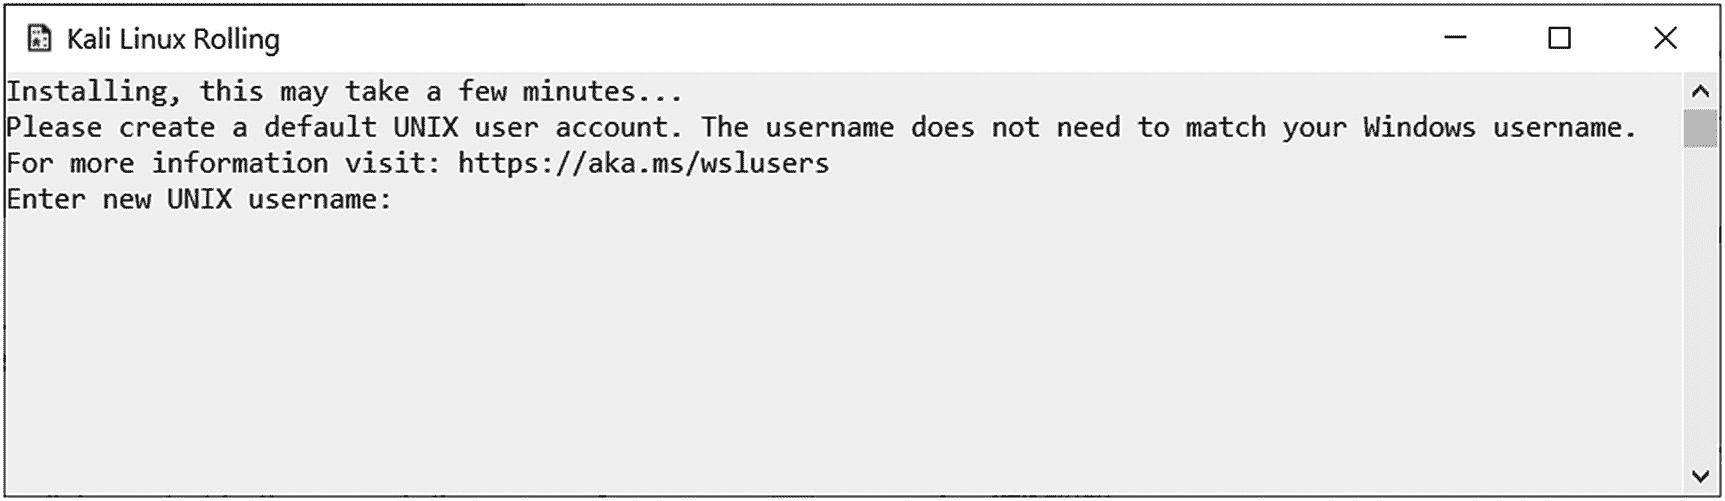 Kali Linux Rolling
Installing, this may take a few minutes...
Please create a default UNIX user account. The username does not need to match your Windows username.
For more information visit: https://aka.ms/wslusers
Enter new UNIX username: